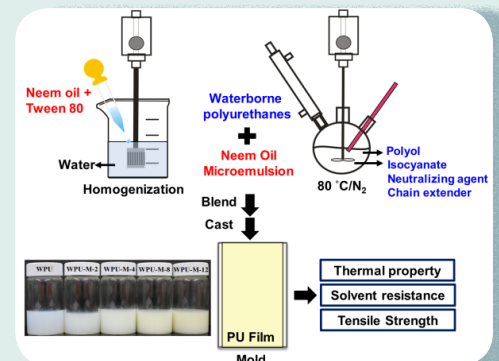 Neem oil +
Tween 80
Water
Homogenization
Waterborne
polyurethanes
+
Neem Oil
Microemulsion
80 °C/N2
Polyol
Isocyanate
Neutralizing agent
Chain extender
Blend
Cast
WPU WPU-M-2 WPU-M-4 WPU-M-8 WPU-M-12
PU Film
Mold
Thermal property
Solvent resistance
Tensile Strength